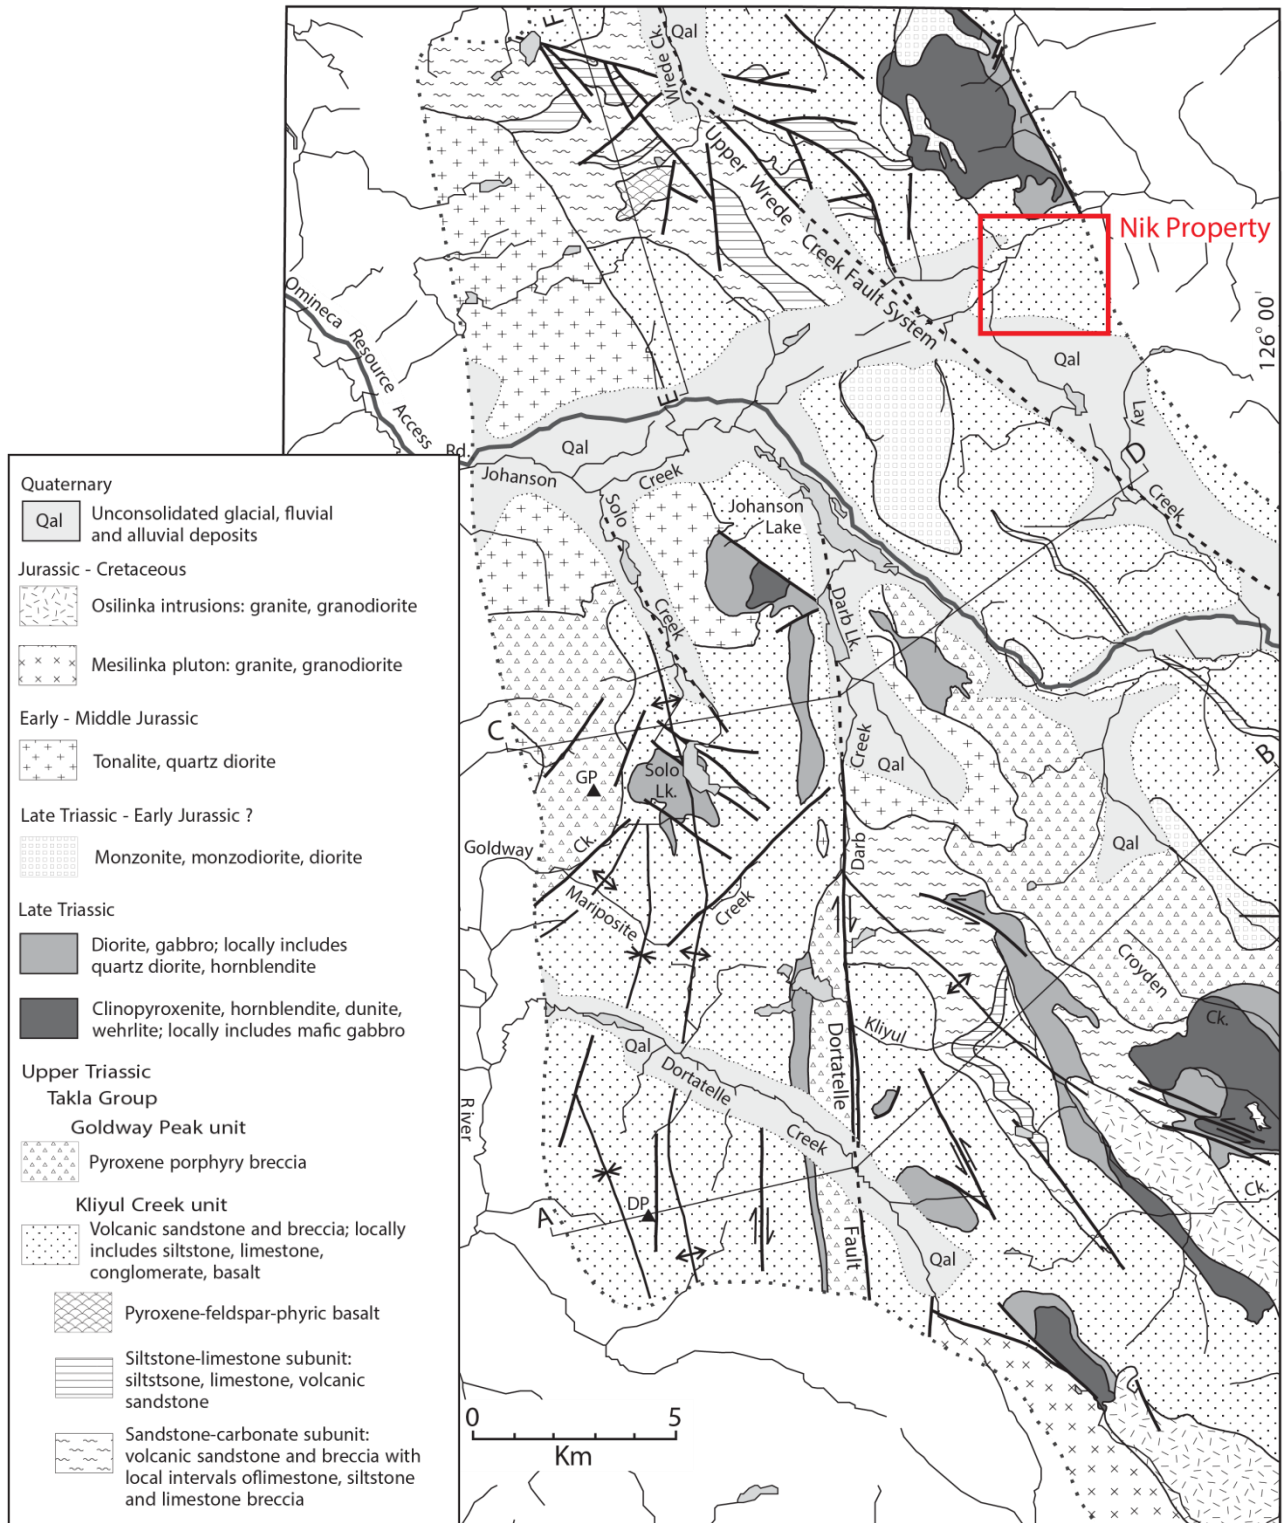 F
Qal
Wrede Ck.
Upper Wrede Creek Fault System
Nik Property
126° 00'
Omineca Resource Access Rd.
E
Qal
Lay Creek
D
Qal
Johanson Creek
Solo Creek
Johanson
Lake
Darb Lk.
C
GP
Solo
Lk.
Darb Creek
Qal
B
Qal
Goldway
Ck.
Mariposite Creek
Croyden
Ck.
Kliyul
Ck.
Qal
Dortatelle Creek
Dortatelle Fault
River
A
DP
Qal
Quaternary
Qal
Unconsolidated glacial, fluvial
and alluvial deposits
Jurassic - Cretaceous
Osilinka intrusions: granite, granodiorite
Mesilinka pluton: granite, granodiorite
Early - Middle Jurassic
Tonalite, quartz diorite
Late Triassic - Early Jurassic ?
Monzonite, monzodiorite, diorite
Late Triassic
Diorite, gabbro; locally includes
quartz diorite, hornblendite
Clinopyroxenite, hornblendite, dunite,
wehrlite; locally includes mafic gabbro
Upper Triassic
Takla Group
Goldway Peak unit
Pyroxene porphyry breccia
Kliyul Creek unit
Volcanic sandstone and breccia; locally
includes siltstone, limestone,
conglomerate, basalt
Pyroxene-feldspar-phyric basalt
Siltstone-limestone subunit:
siltstsone, limestone, volcanic
sandstone
Sandstone-carbonate subunit:
volcanic sandstone and breccia with
local intervals oflimestone, siltstone
and limestone breccia
0 5
Km